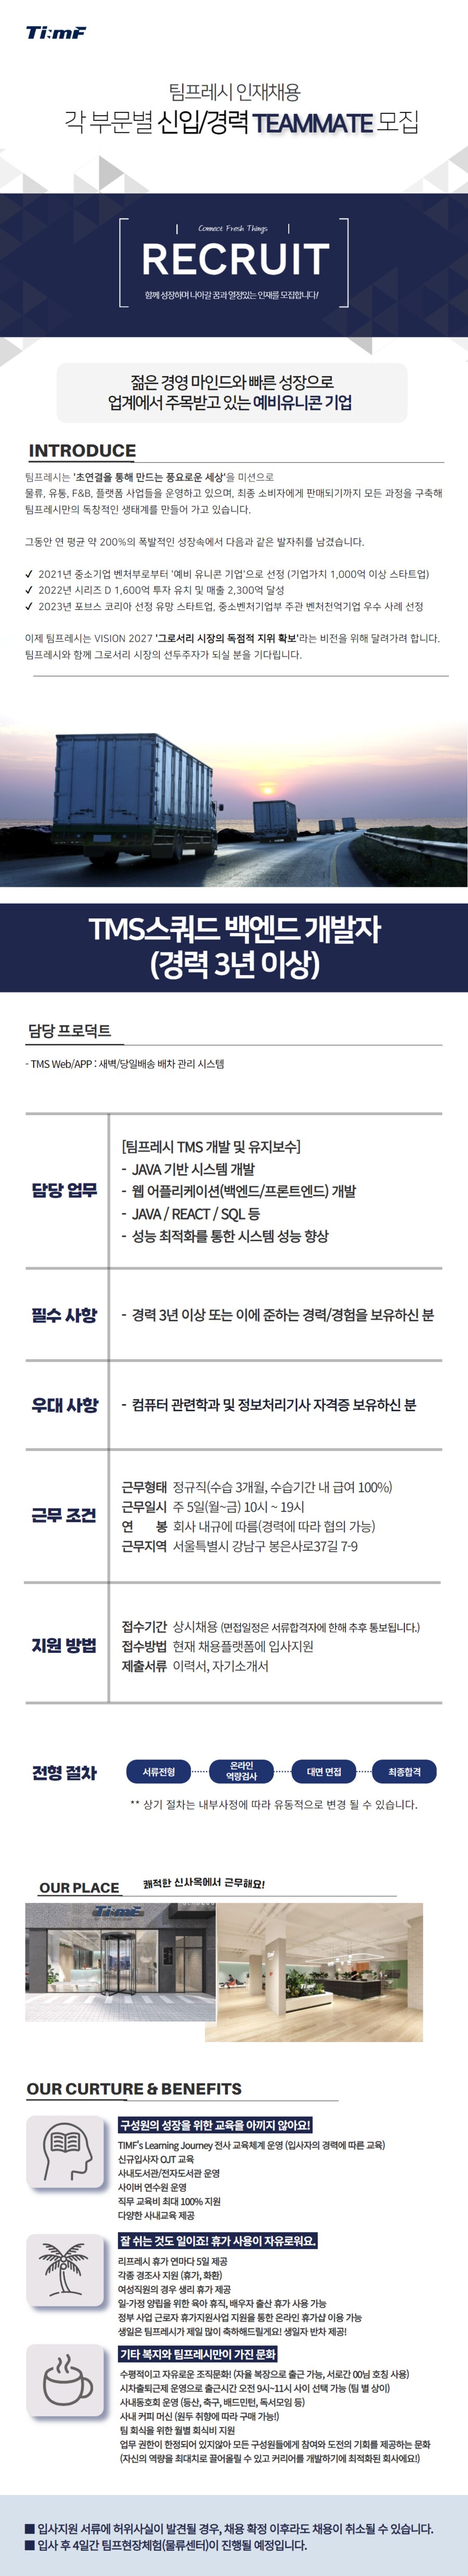 TimF
팀프레시 인재채용
각 부문별 신입/경력 TEAMMATE 모집
Connect Fresh Things
RECRUIT
함께 성장하며 나아갈 꿈과 열정있는 인재를 모집합니다!
젊은 경영 마인드와 빠른 성장으로
업계에서 주목받고 있는 예비유니콘 기업
INTRODUCE
팀프레시는 '초연결을 통해 만드는 풍요로운 세상'을 미션으로
물류, 유통, F&B, 플랫폼 사업들을 운영하고 있으며, 최종 소비자에게 판매되기까지 모든 과정을 구축해
팀프레시만의 독창적인 생태계를 만들어 가고 있습니다.
그동안 연 평균 약 200%의 폭발적인 성장속에서 다음과 같은 발자취를 남겼습니다.
✓ 2021년 중소기업 벤처부로부터 '예비 유니콘 기업'으로 선정 (기업가치 1,000억 이상 스타트업)
✓ 2022년 시리즈 D 1,600억 투자 유치 및 매출 2,300억 달성
✓ 2023년 포브스 코리아 선정 유망 스타트업, 중소벤처기업부 주관 벤처천억기업 우수 사례 선정
이제 팀프레시는 VISION 2027 '그로서리 시장의 독점적 지위 확보'라는 비전을 위해 달려가려 합니다.
팀프레시와 함께 그로서리 시장의 선두주자가 되실 분을 기다립니다.
TMS스쿼드 백엔드 개발자
(경력 3년 이상)
담당 프로덕트
- TMS Web/APP : 새벽/당일배송 배차 관리 시스템
담당 업무
[팀프레시 TMS 개발 및 유지보수]
- JAVA 기반 시스템 개발
- 웹 어플리케이션(백엔드/프론트엔드) 개발
- JAVA / REACT / SQL 등
- 성능 최적화를 통한 시스템 성능 향상
필수 사항
- 경력 3년 이상 또는 이에 준하는 경력/경험을 보유하신 분
우대 사항
- 컴퓨터 관련학과 및 정보처리기사 자격증 보유하신 분
근무 조건
근무형태 정규직(수습 3개월, 수습기간 내 급여 100%)
근무일시 주 5일(월~금) 10시 ~ 19시
연 봉 회사 내규에 따름(경력에 따라 협의 가능)
근무지역 서울특별시 강남구 봉은사로37길 7-9
지원 방법
접수기간 상시채용 (면접일정은 서류합격자에 한해 추후 통보됩니다.)
접수방법 현재 채용플랫폼에 입사지원
제출서류 이력서, 자기소개서
전형 절차
서류전형
온라인
역량검사
대면 면접
최종합격
** 상기 절차는 내부사정에 따라 유동적으로 변경 될 수 있습니다.
OUR PLACE
쾌적한 신사옥에서 근무해요!
TimF
OUR CURTURE & BENEFITS
구성원의 성장을 위한 교육을 아끼지 않아요!
TIMF's Learning Journey 전사 교육체계 운영 (입사자의 경력에 따른 교육)
신규입사자 OJT 교육
사내도서관/전자도서관 운영
사이버 연수원 운영
직무 교육비 최대 100% 지원
다양한 사내교육 제공
잘 쉬는 것도 일이죠! 휴가 사용이 자유로워요.
리프레시 휴가 연마다 5일 제공
각종 경조사 지원 (휴가, 화환)
여성직원의 경우 생리 휴가 제공
일-가정 양립을 위한 육아 휴직, 배우자 출산 휴가 사용 가능
정부 사업 근로자 휴가지원사업 지원을 통한 온라인 휴가샵 이용 가능
생일은 팀프레시가 제일 많이 축하해드릴게요! 생일자 반차 제공!
기타 복지와 팀프레시만이 가진 문화
수평적이고 자유로운 조직문화! (자율 복장으로 출근 가능, 서로간 00님 호칭 사용)
시차출퇴근제 운영으로 출근시간 오전 9시~11시 사이 선택 가능 (팀 별 상이)
사내동호회 운영 (등산, 축구, 배드민턴, 독서모임 등)
사내 커피 머신 (원두 취향에 따라 구매 가능!)
팀 회식을 위한 월별 회식비 지원
업무 권한이 한정되어 있지않아 모든 구성원들에게 참여와 도전의 기회를 제공하는 문화
(자신의 역량을 최대치로 끌어올릴 수 있고 커리어를 개발하기에 최적화된 회사에요!)
■ 입사지원 서류에 허위사실이 발견될 경우, 채용 확정 이후라도 채용이 취소될 수 있습니다.
■ 입사 후 4일간 팀프현장체험(물류센터)이 진행될 예정입니다.